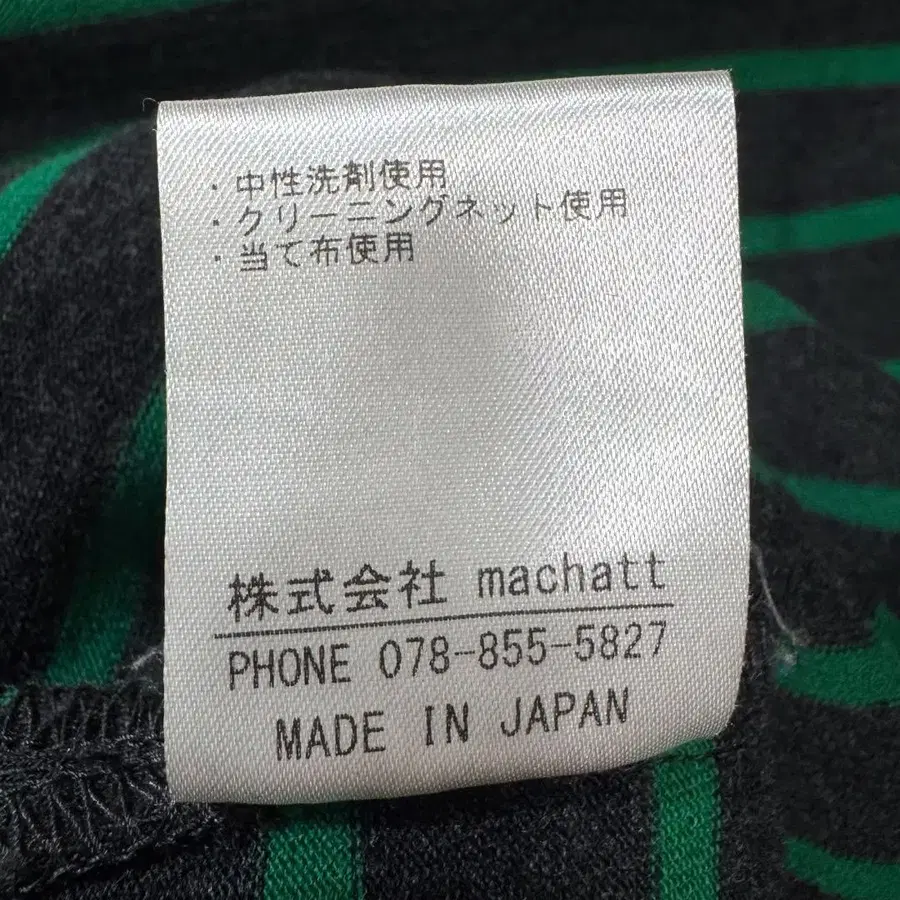 ・中性洗剤使用
・クリーニングネット使用
・当て布使用
株式会社 machatt
PHONE 078-855-5827
MADE IN JAPAN